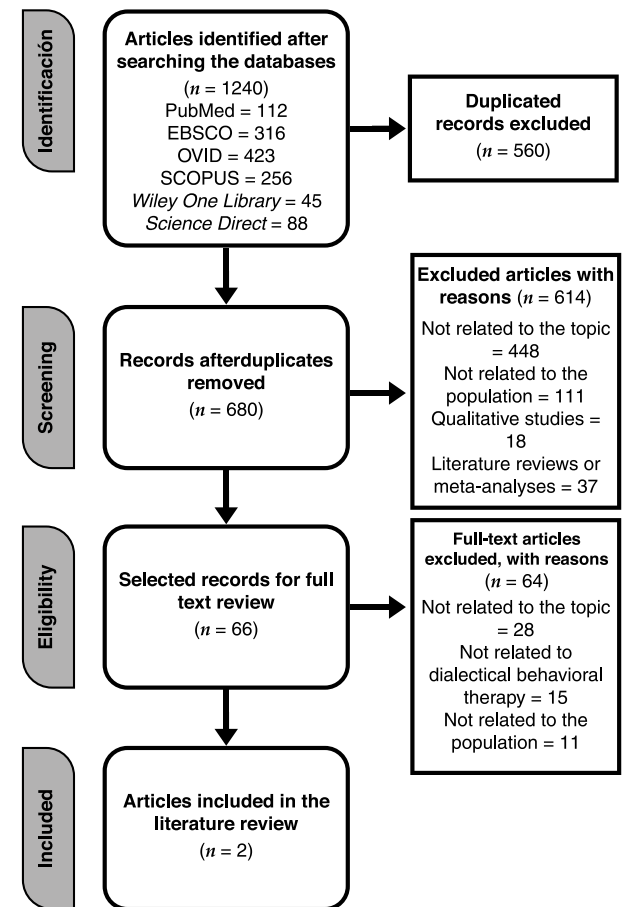 Identificación
Articles identified after
searching the databases
(n = 1240)
PubMed = 112
EBSCO = 316
OVID = 423
SCOPUS = 256
Wiley One Library = 45
Science Direct = 88
Duplicated
records excluded
(n = 560)
Screening
Records afterduplicates
removed
(n = 680)
Excluded articles with
reasons (n = 614)
Not related to the topic
= 448
Not related to the
population = 111
Qualitative studies =
18
Literature reviews or
meta-analyses = 37
Eligibility
Selected records for full
text review
(n = 66)
Full-text articles
excluded, with reasons
(n = 64)
Not related to the topic
= 28
Not related to
dialectical behavioral
therapy = 15
Not related to the
population = 11
Included
Articles included in the
literature review
(n = 2)